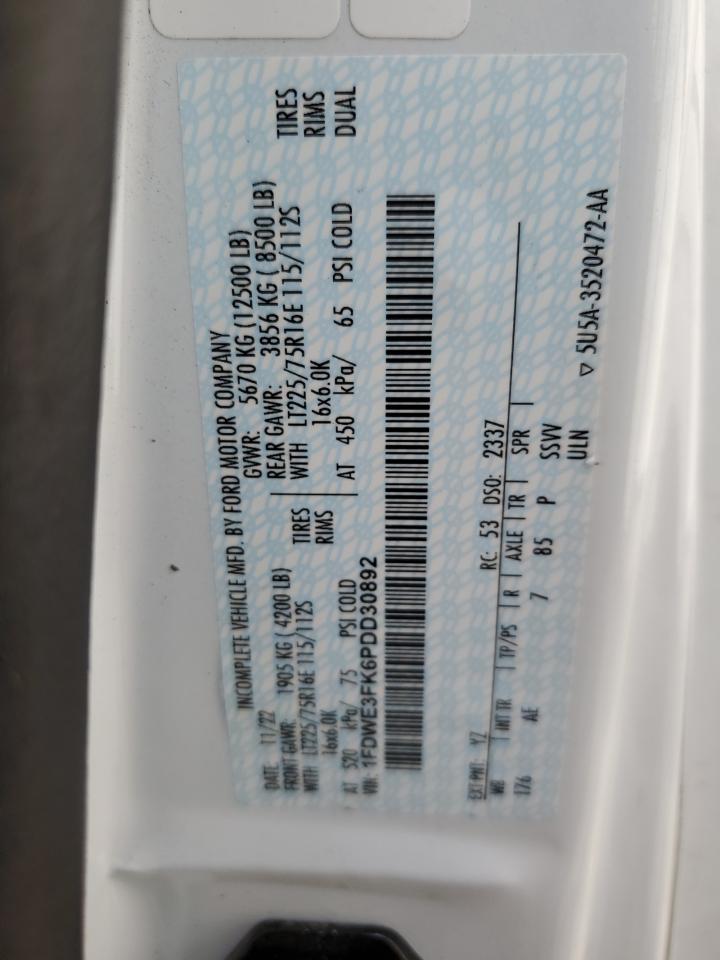 INCOMPLETE VEHICLE MFD. BY FORD MOTOR COMPANY
DATE: 11/22 GVWR: 5670 KG (12500 LB)
FRONT GAWR: 1905 KG ( 4200 LB) REAR GAWR: 3856 KG ( 8500 LB)
WITH LT225/75R16E 115/112S TIRES WITH LT225/75R16E 115/112S TIRES
16x6.0K RIMS 16x6.0K RIMS
AT 520 kPa/ 75 PSI COLD AT 450 kPa/ 65 PSI COLD DUAL
VIN: 1FDWE3FK6PDD30892
EXT PNT: YZ RC: 53 DSO: 2337
WB INT TR TP/PS R AXLE TR SPR
176 AE 7 85 P SSWW
ULN
▽ 5U5A-3520472-AA